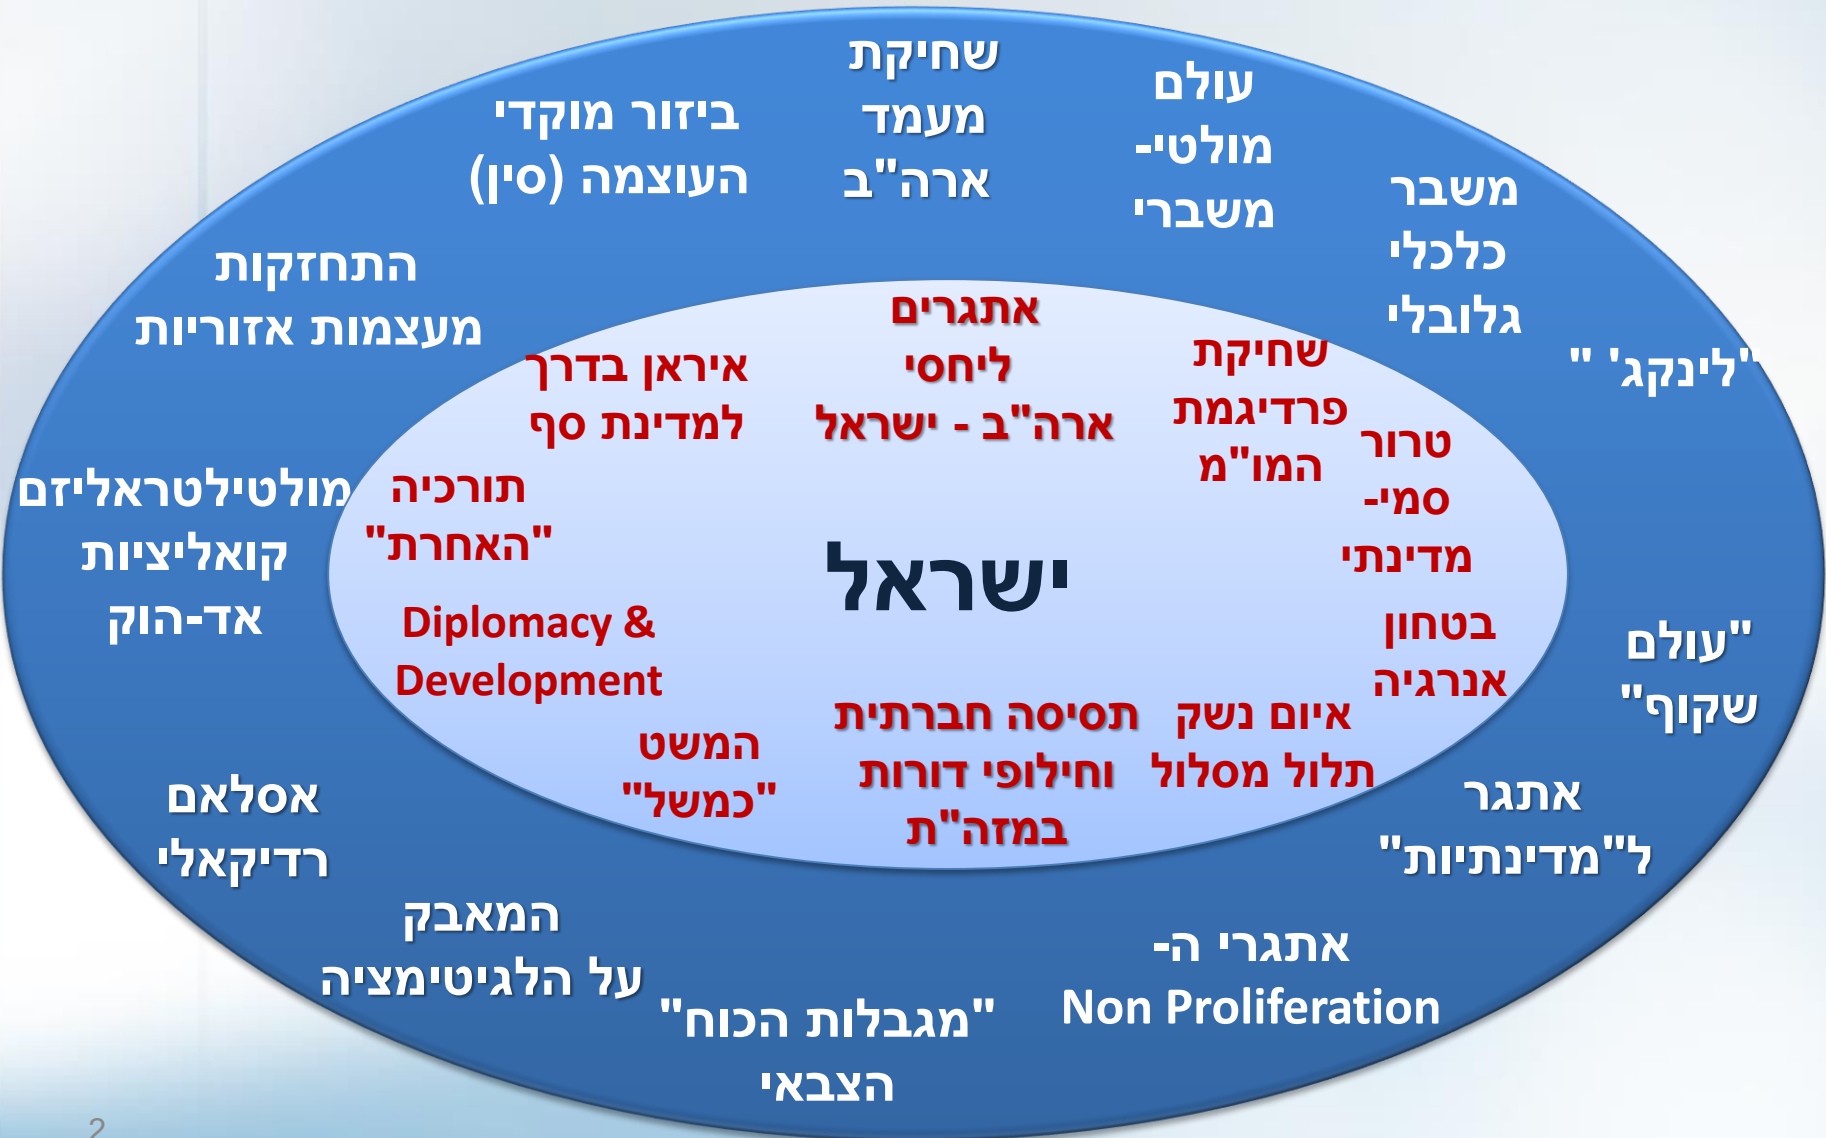 שחיקת
מעמד
ארה"ב
עולם
מולטי-
משברי
ביזור מוקדי
העוצמה (סין)
משבר
כלכלי
גלובלי
התחזקות
מעצמות אזוריות
"לינקג' "
מולטילטראליזם
קואליציות
אד-הוק
"עולם
שקוף"
אסלאם
רדיקאלי
אתגר
ל"מדינתיות"
המאבק
על הלגיטימציה
אתגרי ה-
Non Proliferation
"מגבלות הכוח"
הצבאי
אתגרים
ליחסי
ארה"ב - ישראל
שחיקת
פרדיגמת
המו"מ
איראן בדרך
למדינת סף
טרור
סמי-
מדינתי
תורכיה
"האחרת"
ישראל
Diplomacy &
Development
בטחון
אנרגיה
המשט
"כמשל"
תסיסה חברתית
וחילופי דורות
במזה"ת
איום נשק
תלול מסלול
2